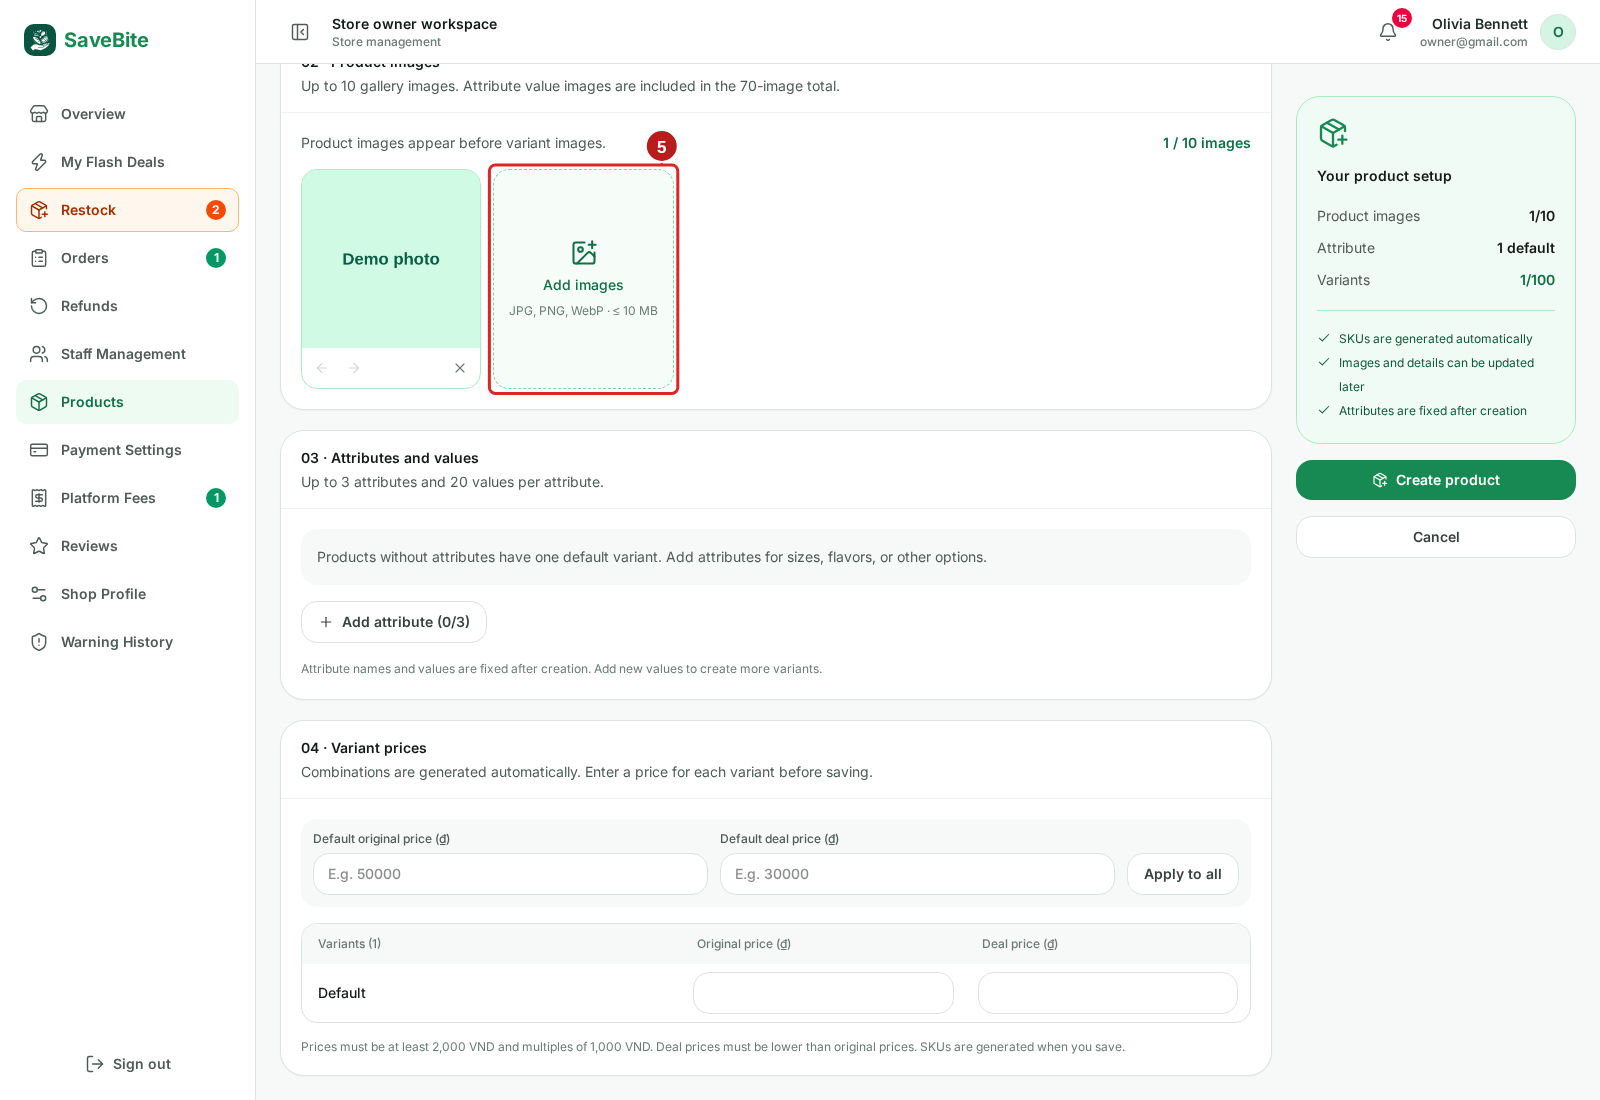 SaveBite
Overview
My Flash Deals
Restock
2
Orders
1
Refunds
Staff Management
Products
Payment Settings
Platform Fees
1
Reviews
Shop Profile
Warning History
Sign out
Store owner workspace
Store management
15
Olivia Bennett
owner@gmail.com
O
02 · Product images
Up to 10 gallery images. Attribute value images are included in the 70-image total.
Product images appear before variant images.
1 / 10 images
5
Demo photo
Add images
JPG, PNG, WebP · ≤ 10 MB
03 · Attributes and values
Up to 3 attributes and 20 values per attribute.
Products without attributes have one default variant. Add attributes for sizes, flavors, or other options.
Add attribute (0/3)
Attribute names and values are fixed after creation. Add new values to create more variants.
04 · Variant prices
Combinations are generated automatically. Enter a price for each variant before saving.
Default original price (₫)
Default deal price (₫)
E.g. 50000
E.g. 30000
Apply to all
Variants (1)
Original price (₫)
Deal price (₫)
Default
Prices must be at least 2,000 VND and multiples of 1,000 VND. Deal prices must be lower than original prices. SKUs are generated when you save.
Your product setup
Product images
1/10
Attribute
1 default
Variants
1/100
SKUs are generated automatically
Images and details can be updated
later
Attributes are fixed after creation
Create product
Cancel